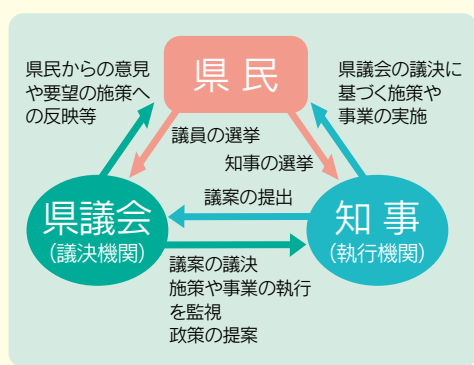 県民
県民からの意見
や要望の施策へ
の反映等
県議会の議決に
基づく施策や
事業の実施
議員の選挙
知事の選挙
議案の提出
県議会
(議決機関)
知事
(執行機関)
議案の議決
施策や事業の執行
を監視
政策の提案